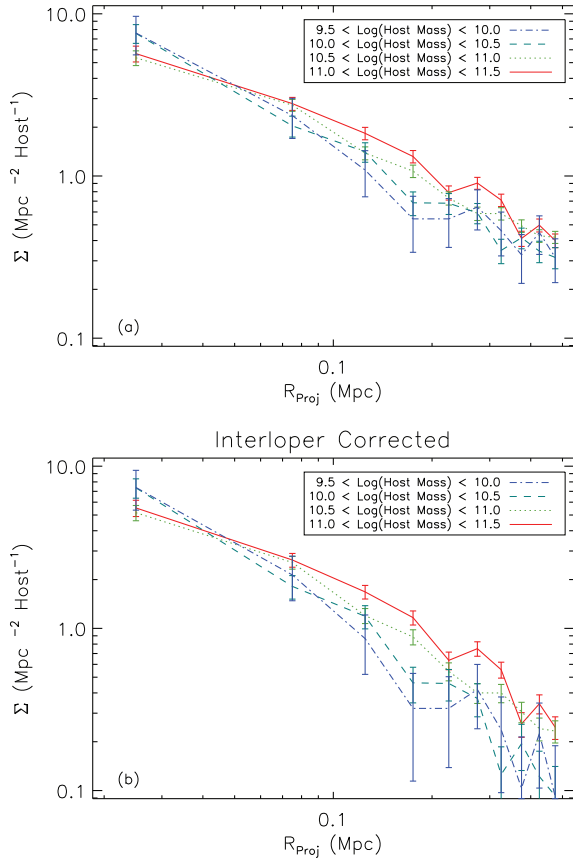 10.0
1.0
0.1
Σ (Mpc⁻² Host⁻¹)
9.5 < Log(Host Mass) < 10.0
10.0 < Log(Host Mass) < 10.5
10.5 < Log(Host Mass) < 11.0
11.0 < Log(Host Mass) < 11.5
(a)
0.1
R_Proj (Mpc)
Interloper Corrected
10.0
1.0
0.1
Σ (Mpc⁻² Host⁻¹)
9.5 < Log(Host Mass) < 10.0
10.0 < Log(Host Mass) < 10.5
10.5 < Log(Host Mass) < 11.0
11.0 < Log(Host Mass) < 11.5
(b)
0.1
R_Proj (Mpc)